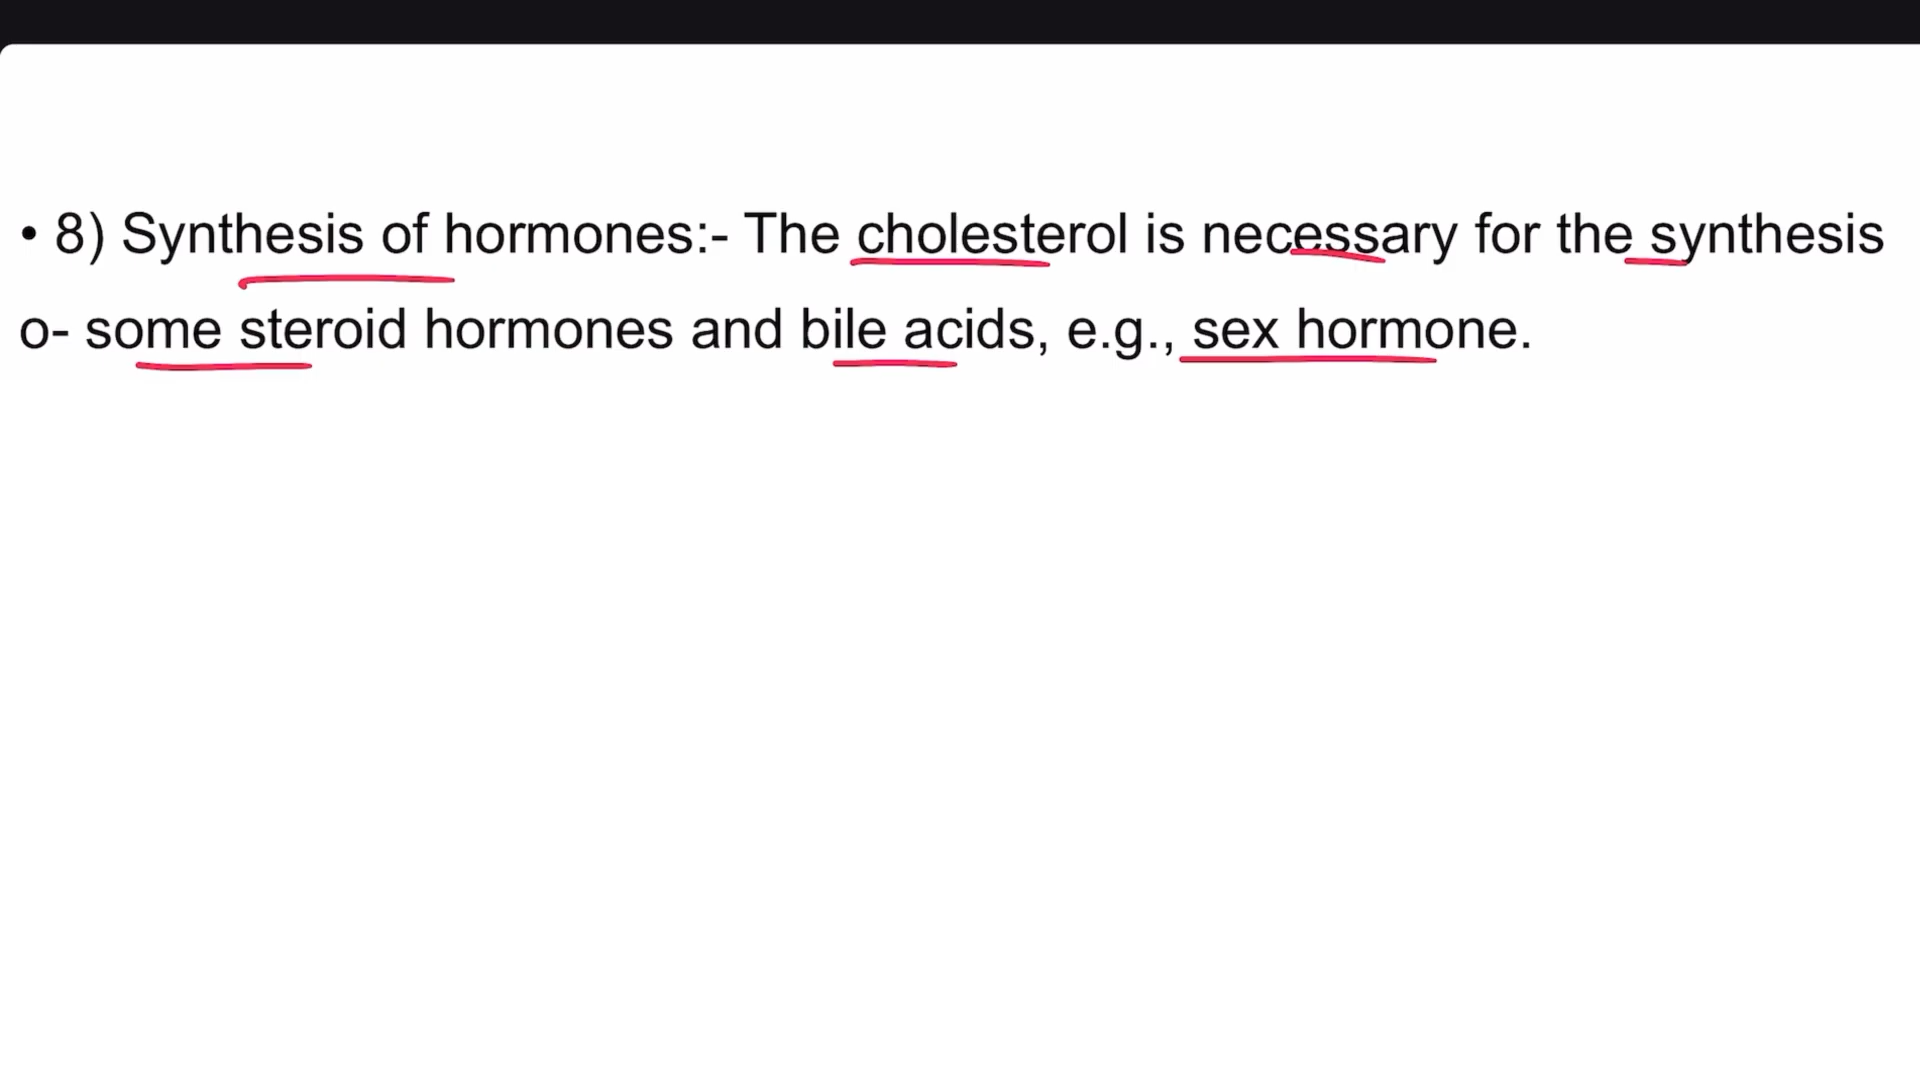 • 8) Synthesis of hormones:- The cholesterol is necessary for the synthesis
o- some steroid hormones and bile acids, e.g., sex hormone.